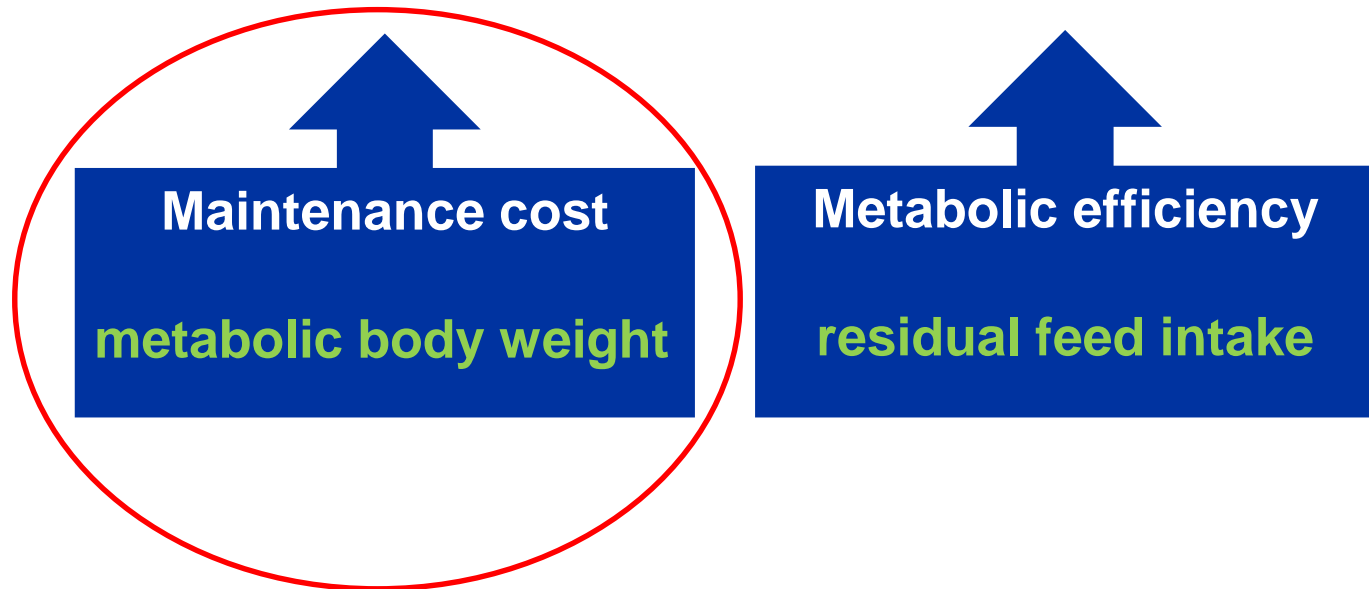 Maintenance cost
metabolic body weight
Metabolic efficiency
residual feed intake